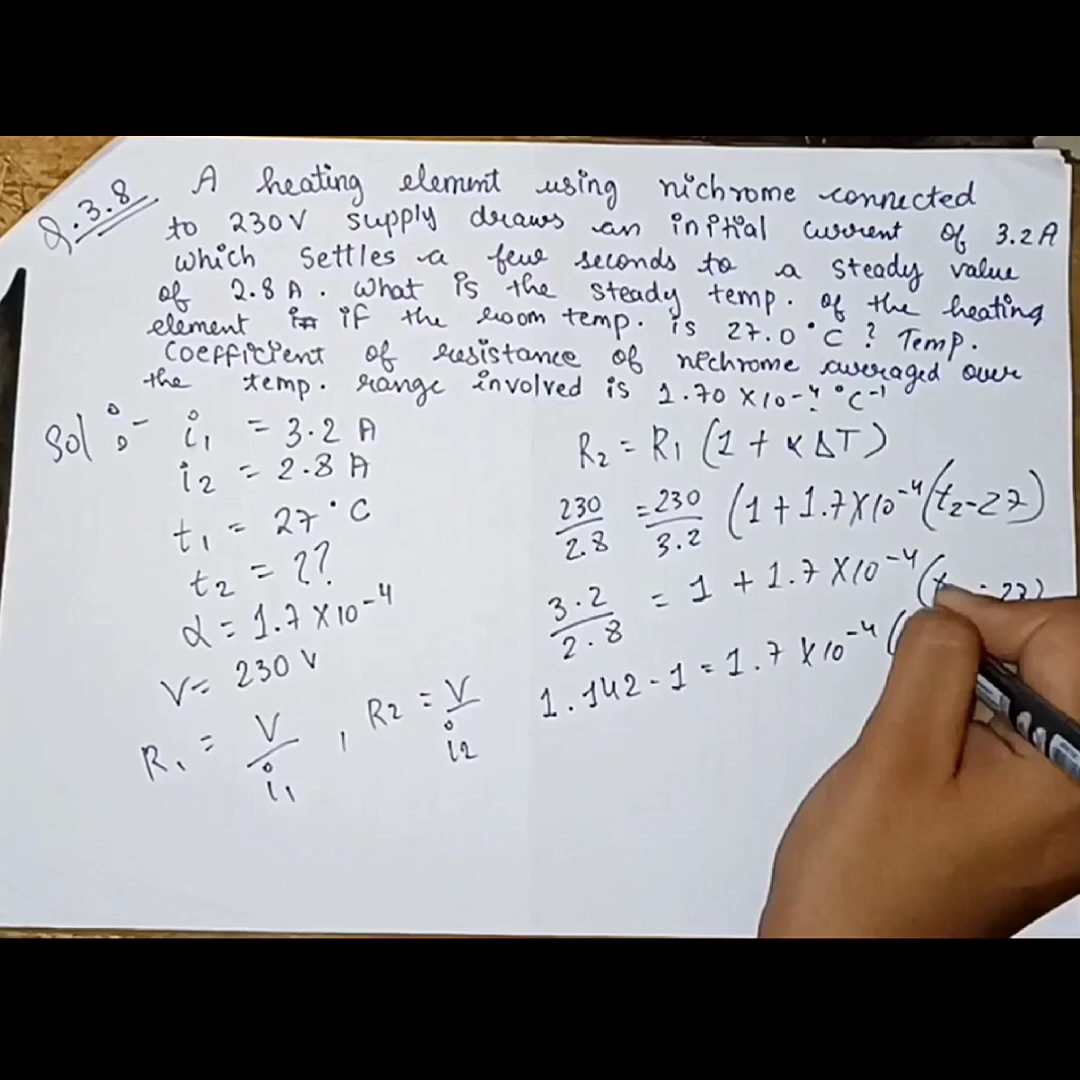 Q.3.8 A heating element using nichrome connected
to 230V supply draws an initial current of 3.2A
which settles a few seconds to a steady value
of 2.8 A. What is the steady temp. of the heating
element if the room temp. is 27.0°C? Temp.
Coefficient of resistance of nichrome averaged over
the temp. range involved is 1.70 × 10-4 °C-1
Sol :- i1 = 3.2 A
i2 = 2.8 A
t1 = 27°C
t2 = ??
α = 1.7 × 10-4
V = 230 V
R1 = V/i1 , R2 = V/i2
R2 = R1 (1 + α ΔT)
230/2.8 = 230/3.2 (1 + 1.7 × 10-4 (t2 - 27)
3.2/2.8 = 1 + 1.7 × 10-4 ( - 27)
1.142 - 1 = 1.7 × 10-4 (